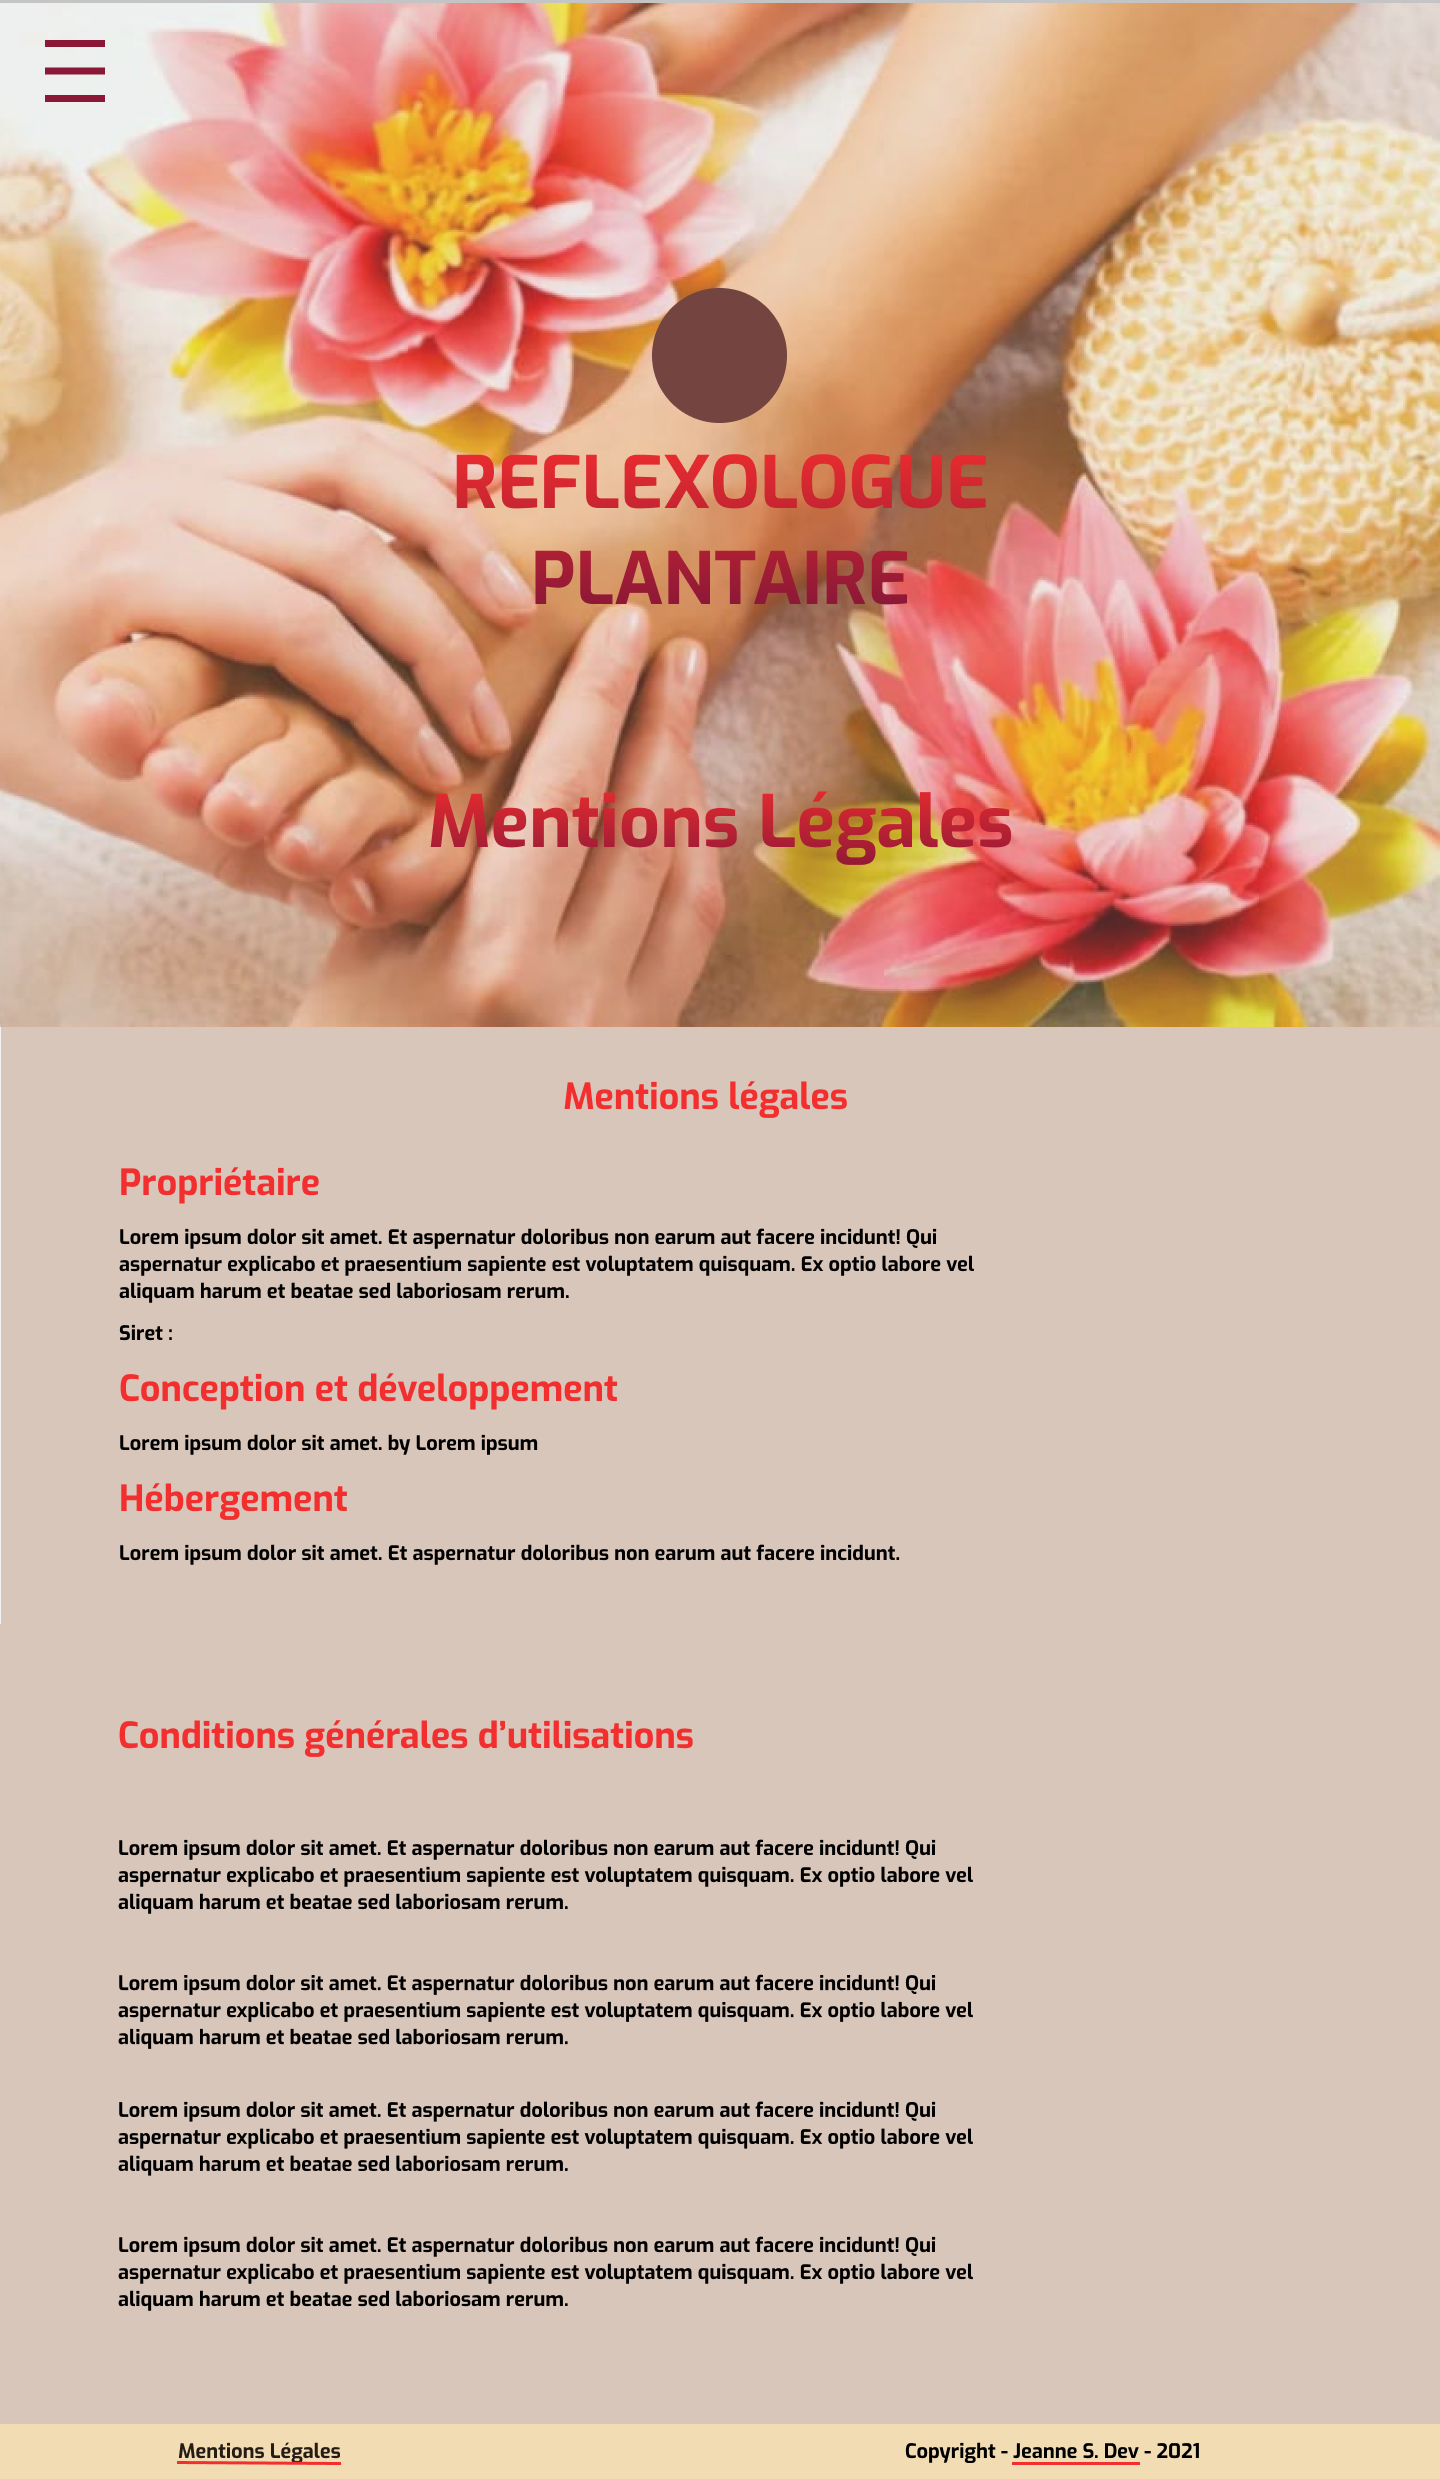 REFLEXOLOGUE
PLANTAIRE
Mentions Légales
Mentions légales
Propriétaire
Lorem ipsum dolor sit amet. Et aspernatur doloribus non earum aut facere incidunt! Qui
aspernatur explicabo et praesentium sapiente est voluptatem quisquam. Ex optio labore vel
aliquam harum et beatae sed laboriosam rerum.
Siret :
Conception et développement
Lorem ipsum dolor sit amet. by Lorem ipsum
Hébergement
Lorem ipsum dolor sit amet. Et aspernatur doloribus non earum aut facere incidunt.
Conditions générales d’utilisations
Lorem ipsum dolor sit amet. Et aspernatur doloribus non earum aut facere incidunt! Qui
aspernatur explicabo et praesentium sapiente est voluptatem quisquam. Ex optio labore vel
aliquam harum et beatae sed laboriosam rerum.
Lorem ipsum dolor sit amet. Et aspernatur doloribus non earum aut facere incidunt! Qui
aspernatur explicabo et praesentium sapiente est voluptatem quisquam. Ex optio labore vel
aliquam harum et beatae sed laboriosam rerum.
Lorem ipsum dolor sit amet. Et aspernatur doloribus non earum aut facere incidunt! Qui
aspernatur explicabo et praesentium sapiente est voluptatem quisquam. Ex optio labore vel
aliquam harum et beatae sed laboriosam rerum.
Lorem ipsum dolor sit amet. Et aspernatur doloribus non earum aut facere incidunt! Qui
aspernatur explicabo et praesentium sapiente est voluptatem quisquam. Ex optio labore vel
aliquam harum et beatae sed laboriosam rerum.
Mentions Légales
Copyright - Jeanne S. Dev - 2021